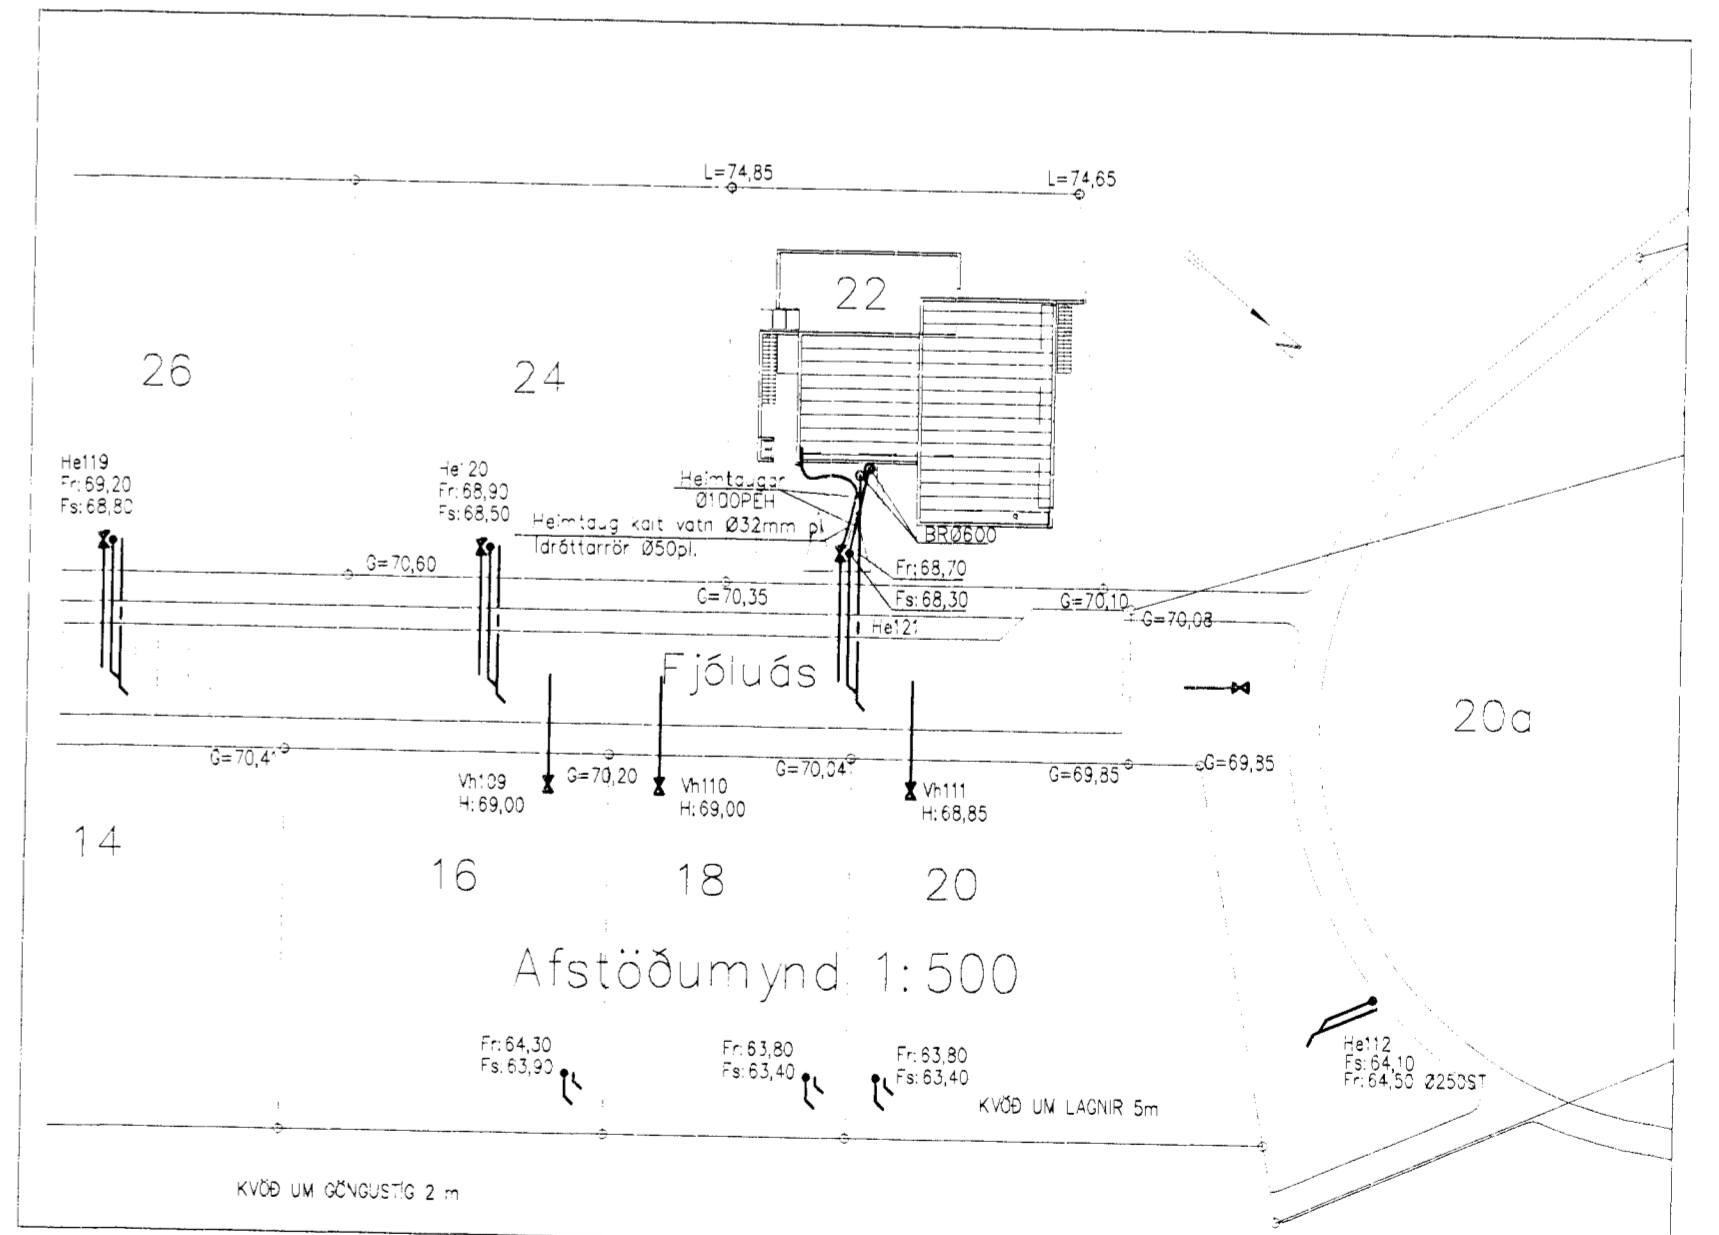 L=74,85
L=74,65
22
26
24
He119
Fr:69,20
Fs:68,80
He120
Fr:68,90
Fs:68,50
Heimtaugar
Ø100PEH
Heimtaug kalt vatn Ø32mm pl
Ídráttarrör Ø50pl.
BRØ600
Fr:68,70
Fs:68,30
He121
G=70,60
G=70,35
G=70,10
G=70,08
Fjóluás
20a
G=70,41
G=70,20
G=70,04
G=69,85
G=69,85
Vh109
H:69,00
Vh110
H:69,00
Vh111
H:68,85
14
16
18
20
Afstöðumynd 1:500
Fr:64,30
Fs:63,90
Fr:63,80
Fs:63,40
Fr:63,80
Fs:63,40
He112
Fs:64,10
Fr:64,50 Ø250ST
KVÖÐ UM LAGNIR 5m
KVÖÐ UM GÖNGUSTÍG 2 m